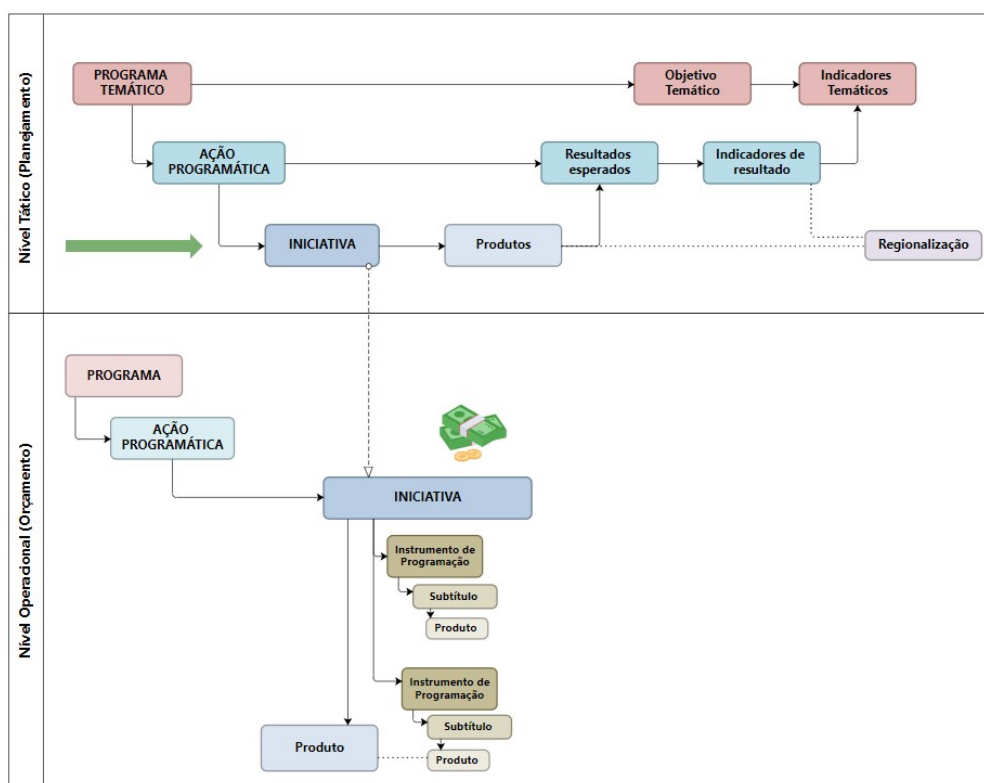 Nível Tático (Planejamento)
PROGRAMA
TEMÁTICO
Objetivo
Temático
Indicadores
Temáticos
AÇÃO
PROGRAMÁTICA
Resultados
esperados
Indicadores de
resultado
INICIATIVA
Produtos
Regionalização
Nível Operadonal (Orçamento)
PROGRAMA
AÇÃO
PROGRAMÁTICA
INICIATIVA
Instrumento de
Programação
Subtítulo
Produto
Instrumento de
Programação
Subtítulo
Produto
Produto